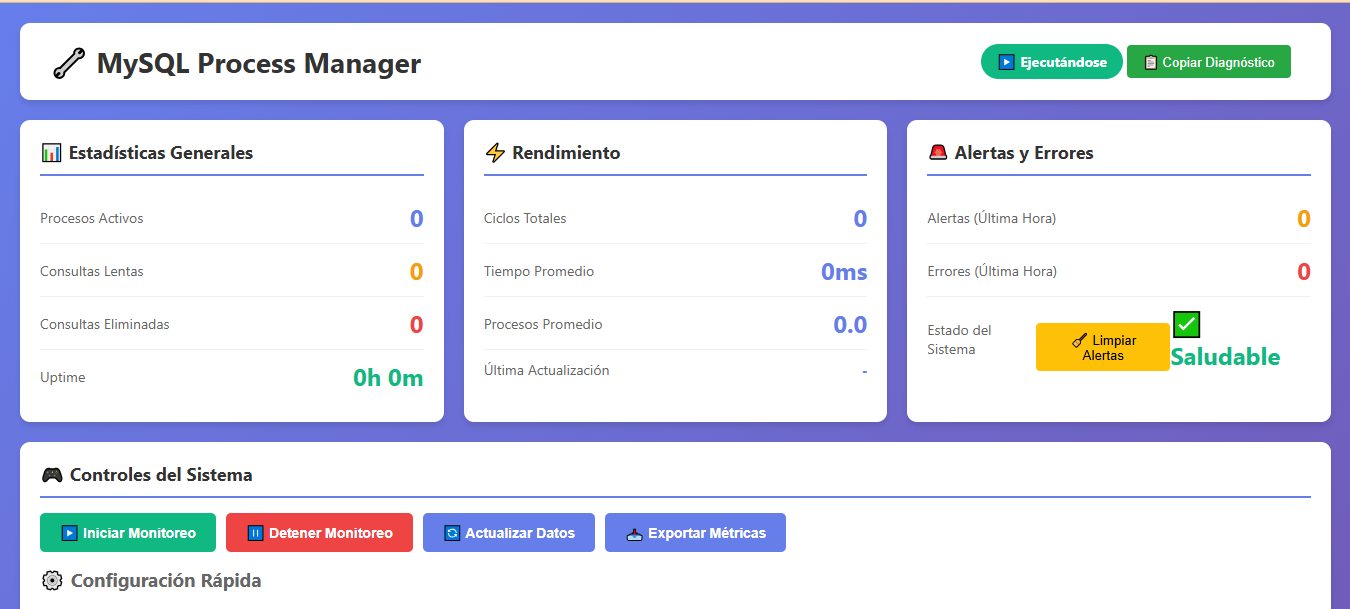 MySQL Process Manager
Ejecutándose
Copiar Diagnóstico
Estadísticas Generales
Procesos Activos
0
Consultas Lentas
0
Consultas Eliminadas
0
Uptime
0h 0m
Rendimiento
Ciclos Totales
0
Tiempo Promedio
0ms
Procesos Promedio
0.0
Última Actualización
-
Alertas y Errores
Alertas (Última Hora)
0
Errores (Última Hora)
0
Estado del
Sistema
Limpiar
Alertas
Saludable
Controles del Sistema
Iniciar Monitoreo
Detener Monitoreo
Actualizar Datos
Exportar Métricas
Configuración Rápida